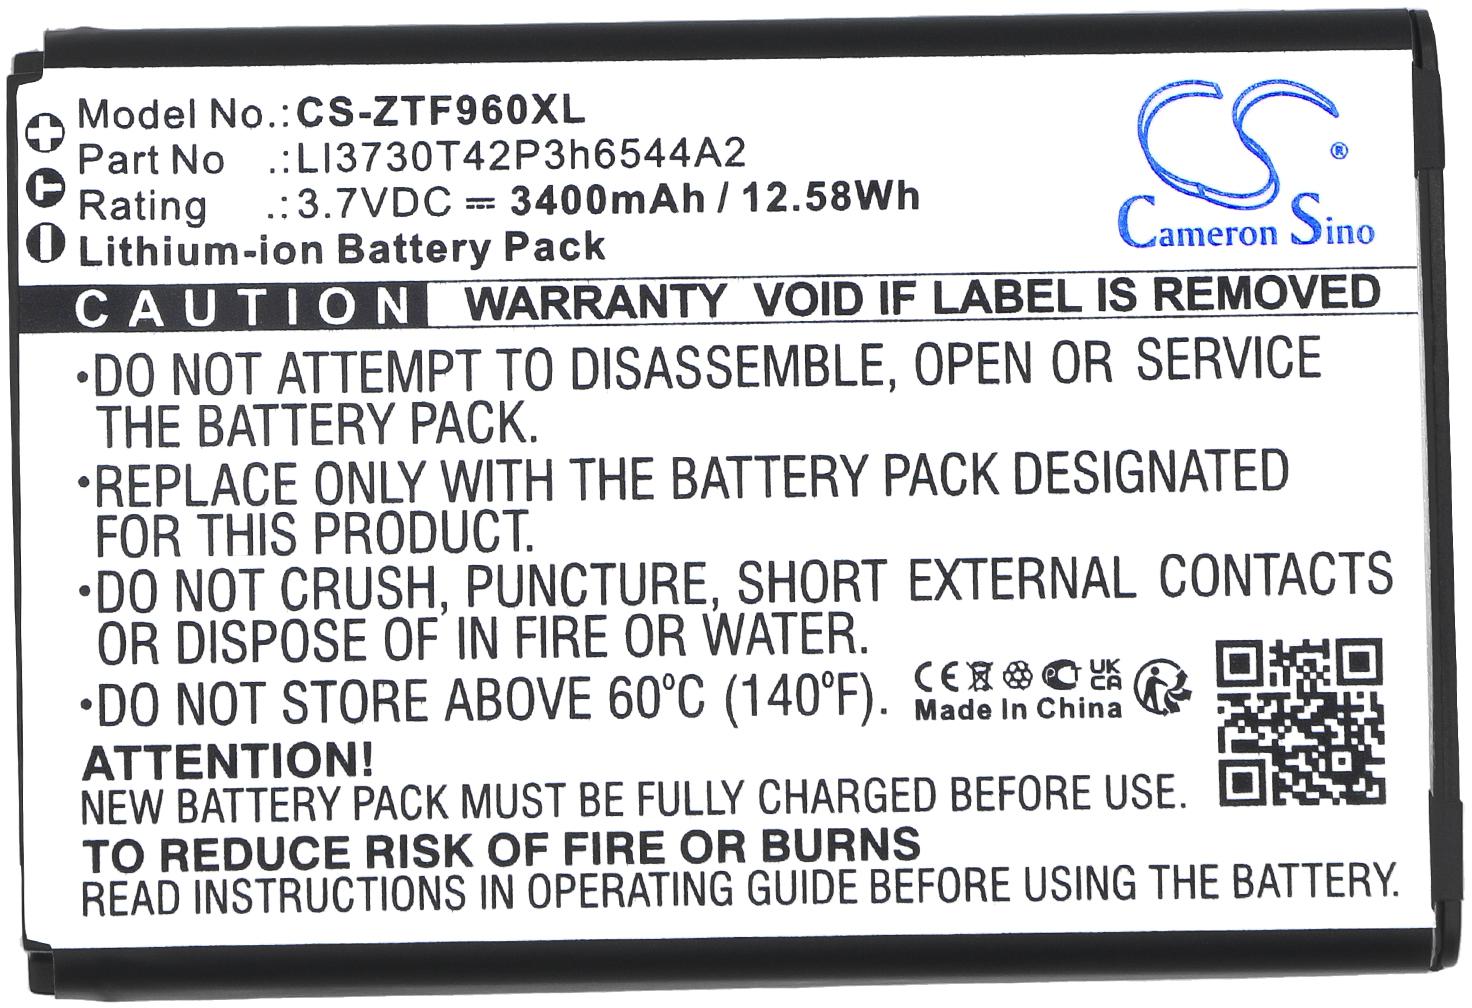 Model No.:CS-ZTF960XL
Part No .:LI3730T42P3h6544A2
Rating .:3.7VDC ⎓ 3400mAh / 12.58Wh
Lithium-ion Battery Pack
T
CS ®
Cameron Sino
CAUTION WARRANTY VOID IF LABEL IS REMOVED
•DO NOT ATTEMPT TO DISASSEMBLE, OPEN OR SERVICE
THE BATTERY PACK.
•REPLACE ONLY WITH THE BATTERY PACK DESIGNATED
FOR THIS PRODUCT.
•DO NOT CRUSH, PUNCTURE, SHORT EXTERNAL CONTACTS
OR DISPOSE OF IN FIRE OR WATER.
•DO NOT STORE ABOVE 60ºC (140ºF).
CE PCT UK CA
Made In China
ATTENTION!
NEW BATTERY PACK MUST BE FULLY CHARGED BEFORE USE.
TO REDUCE RISK OF FIRE OR BURNS
READ INSTRUCTIONS IN OPERATING GUIDE BEFORE USING THE BATTERY.